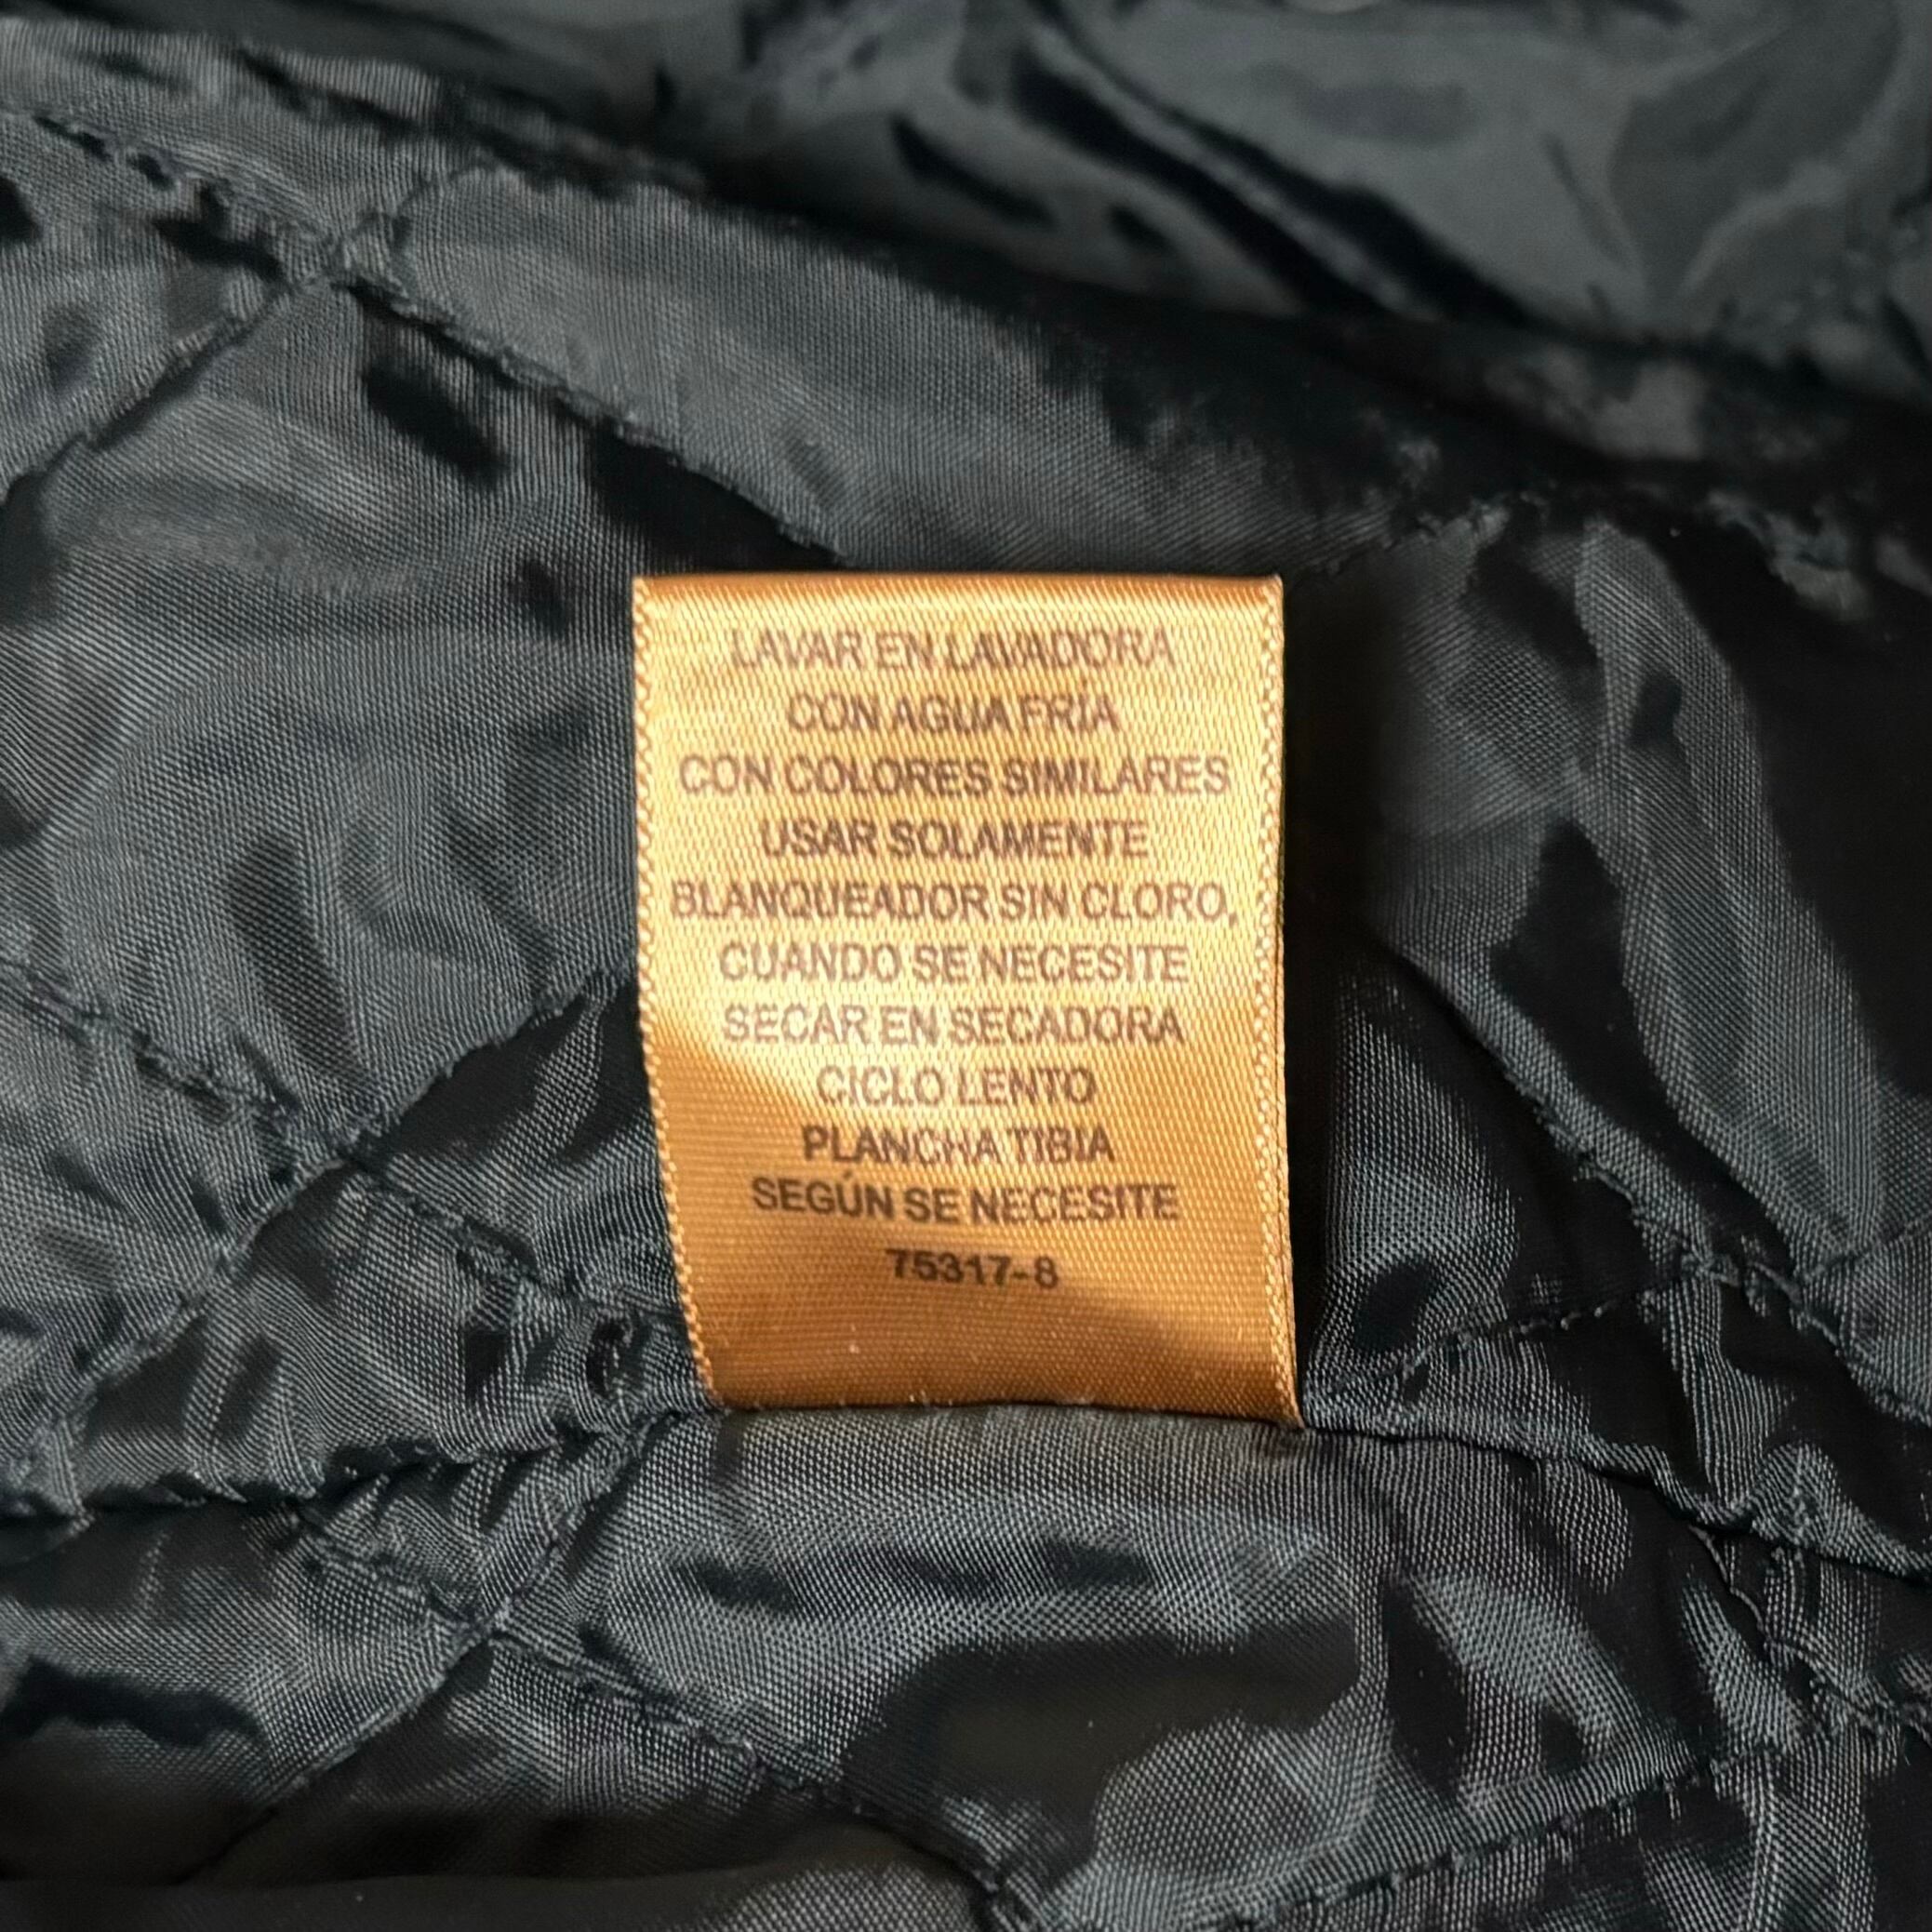 LAVAR EN LAVADORA
CON AGUA FRÍA
CON COLORES SIMILARES
USAR SOLAMENTE
BLANQUEADOR SIN CLORO,
CUANDO SE NECESITE
SECAR EN SECADORA
CICLO LENTO
PLANCHA TIBIA
SEGÚN SE NECESITE
75317-8